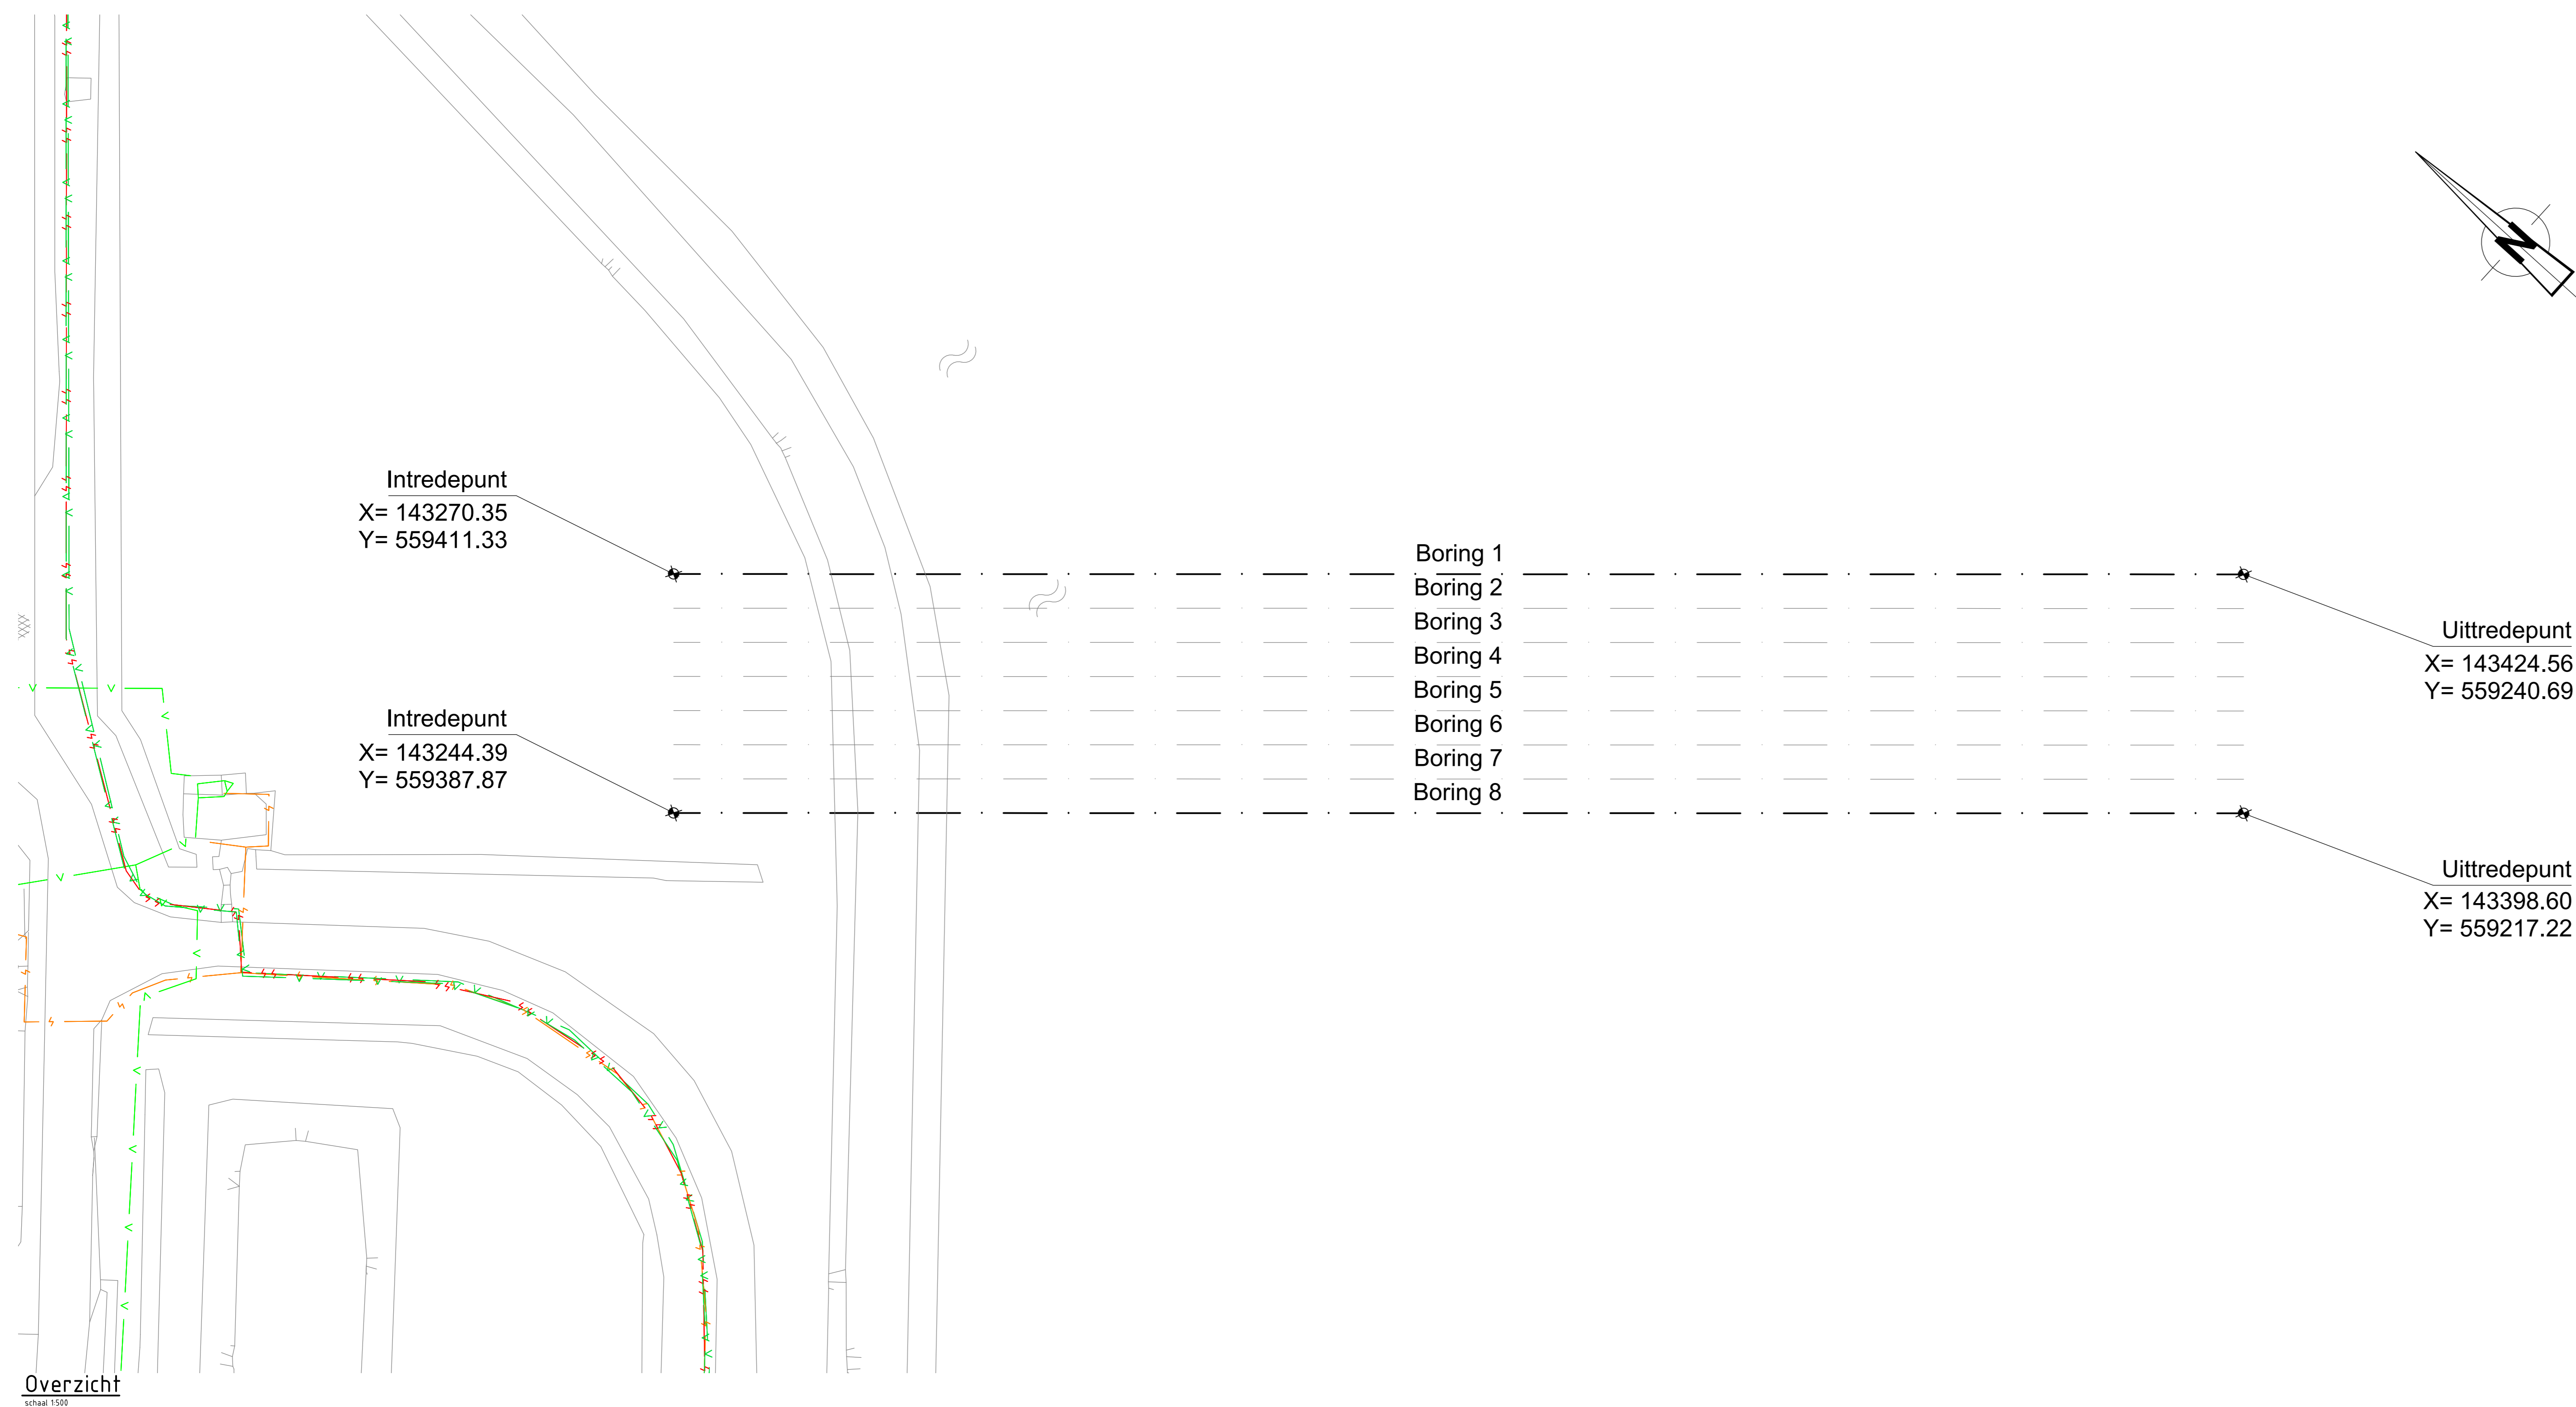 N
Intredepunt
X= 143270.35
Y= 559411.33
Boring 1
Boring 2
Boring 3
Boring 4
Boring 5
Boring 6
Boring 7
Boring 8
Uittredepunt
X= 143424.56
Y= 559240.69
Intredepunt
X= 143244.39
Y= 559387.87
Uittredepunt
X= 143398.60
Y= 559217.22
Overzicht
schaal 1:500